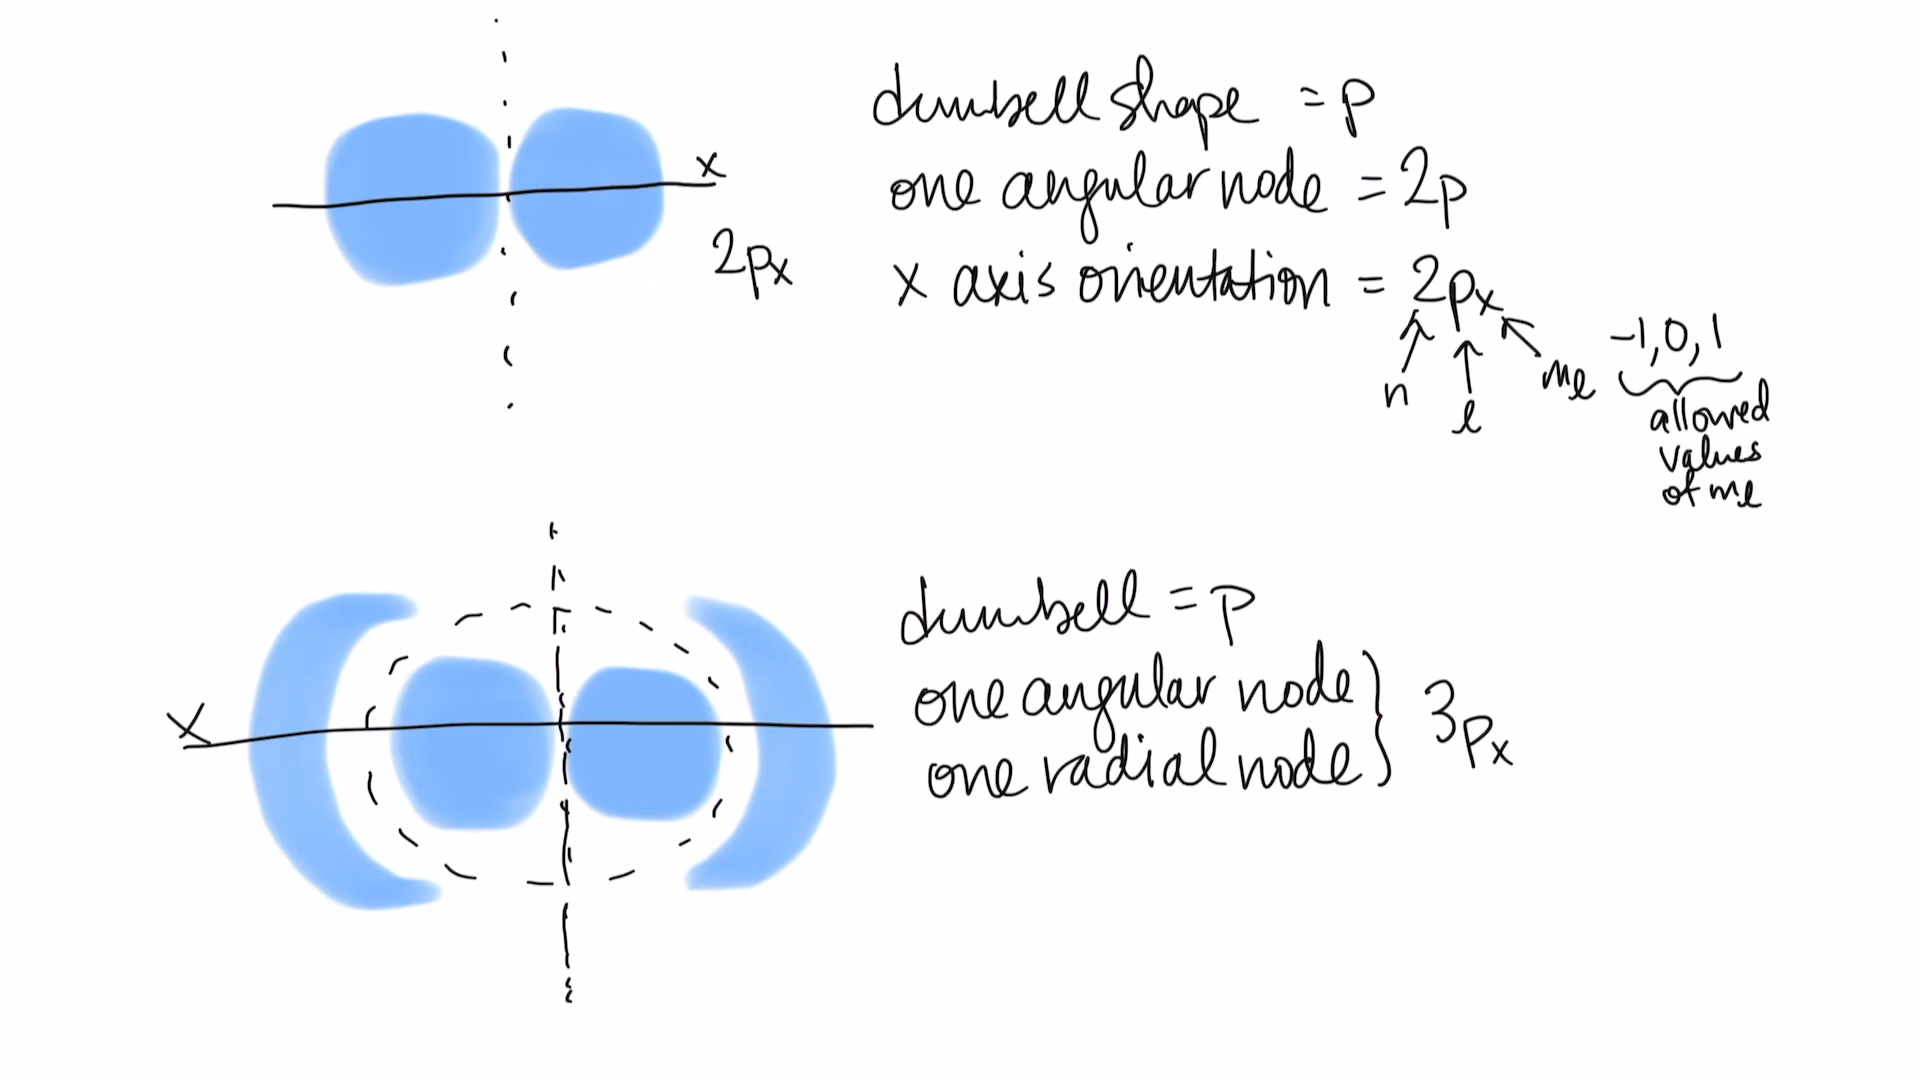 x
2px
dumbell shape = p
one angular node = 2p
x axis orientation = 2px
n
l
ml
-1, 0, 1
allowed
values
of ml
x
dumbell = p
one angular node
one radial node
3px